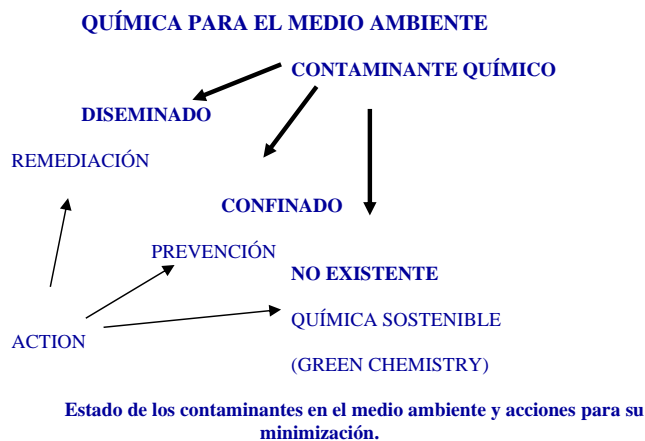 QUÍMICA PARA EL MEDIO AMBIENTE
CONTAMINANTE QUÍMICO
DISEMINADO
REMEDIACIÓN
CONFINADO
PREVENCIÓN
NO EXISTENTE
QUÍMICA SOSTENIBLE
ACTION
(GREEN CHEMISTRY)
Estado de los contaminantes en el medio ambiente y acciones para su
minimización.